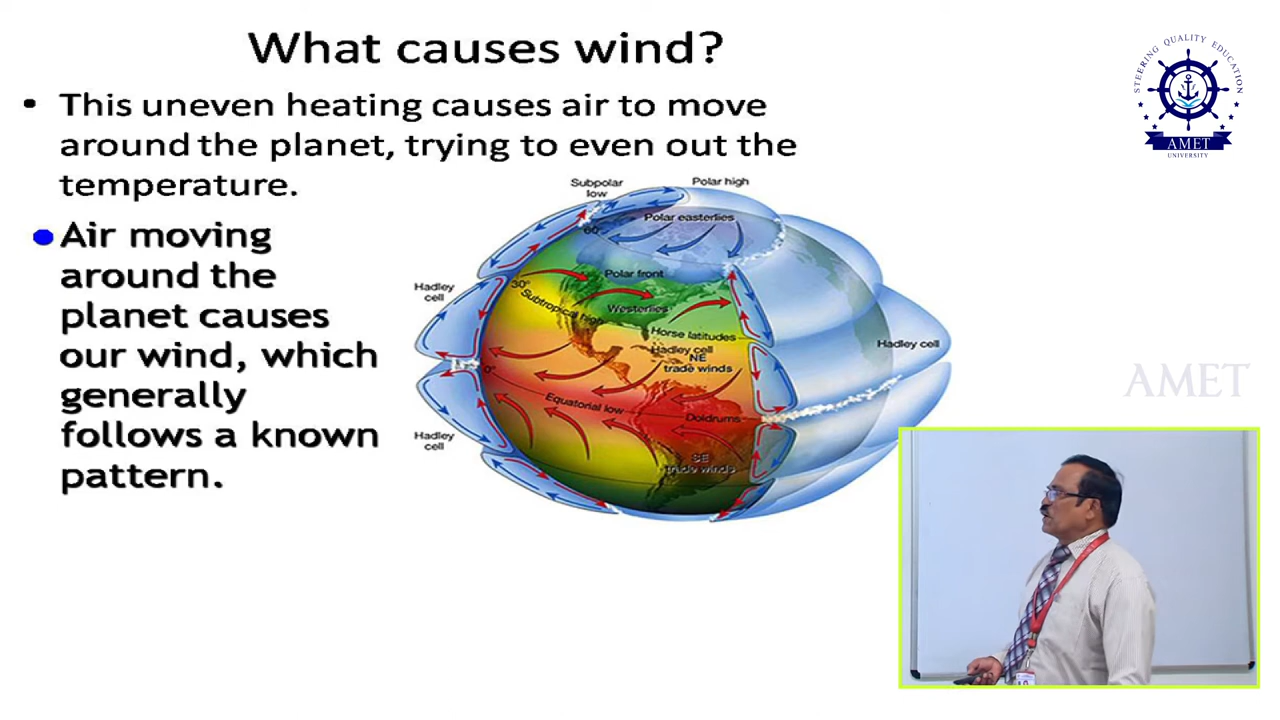 What causes wind?
• This uneven heating causes air to move
around the planet, trying to even out the
temperature.
• Air moving
around the
planet causes
our wind, which
generally
follows a known
pattern.
Subpolar
low
Polar high
Polar easterlies
60°
Polar front
30°
Subtropical high
Westerlies
Horse latitudes
Hadley
cell
Hadley cell
NE
trade winds
Hadley cell
0°
Equatorial low
Doldrums
Hadley
cell
SE
trade winds
STEERING QUALITY EDUCATION
AMET
UNIVERSITY
AMET